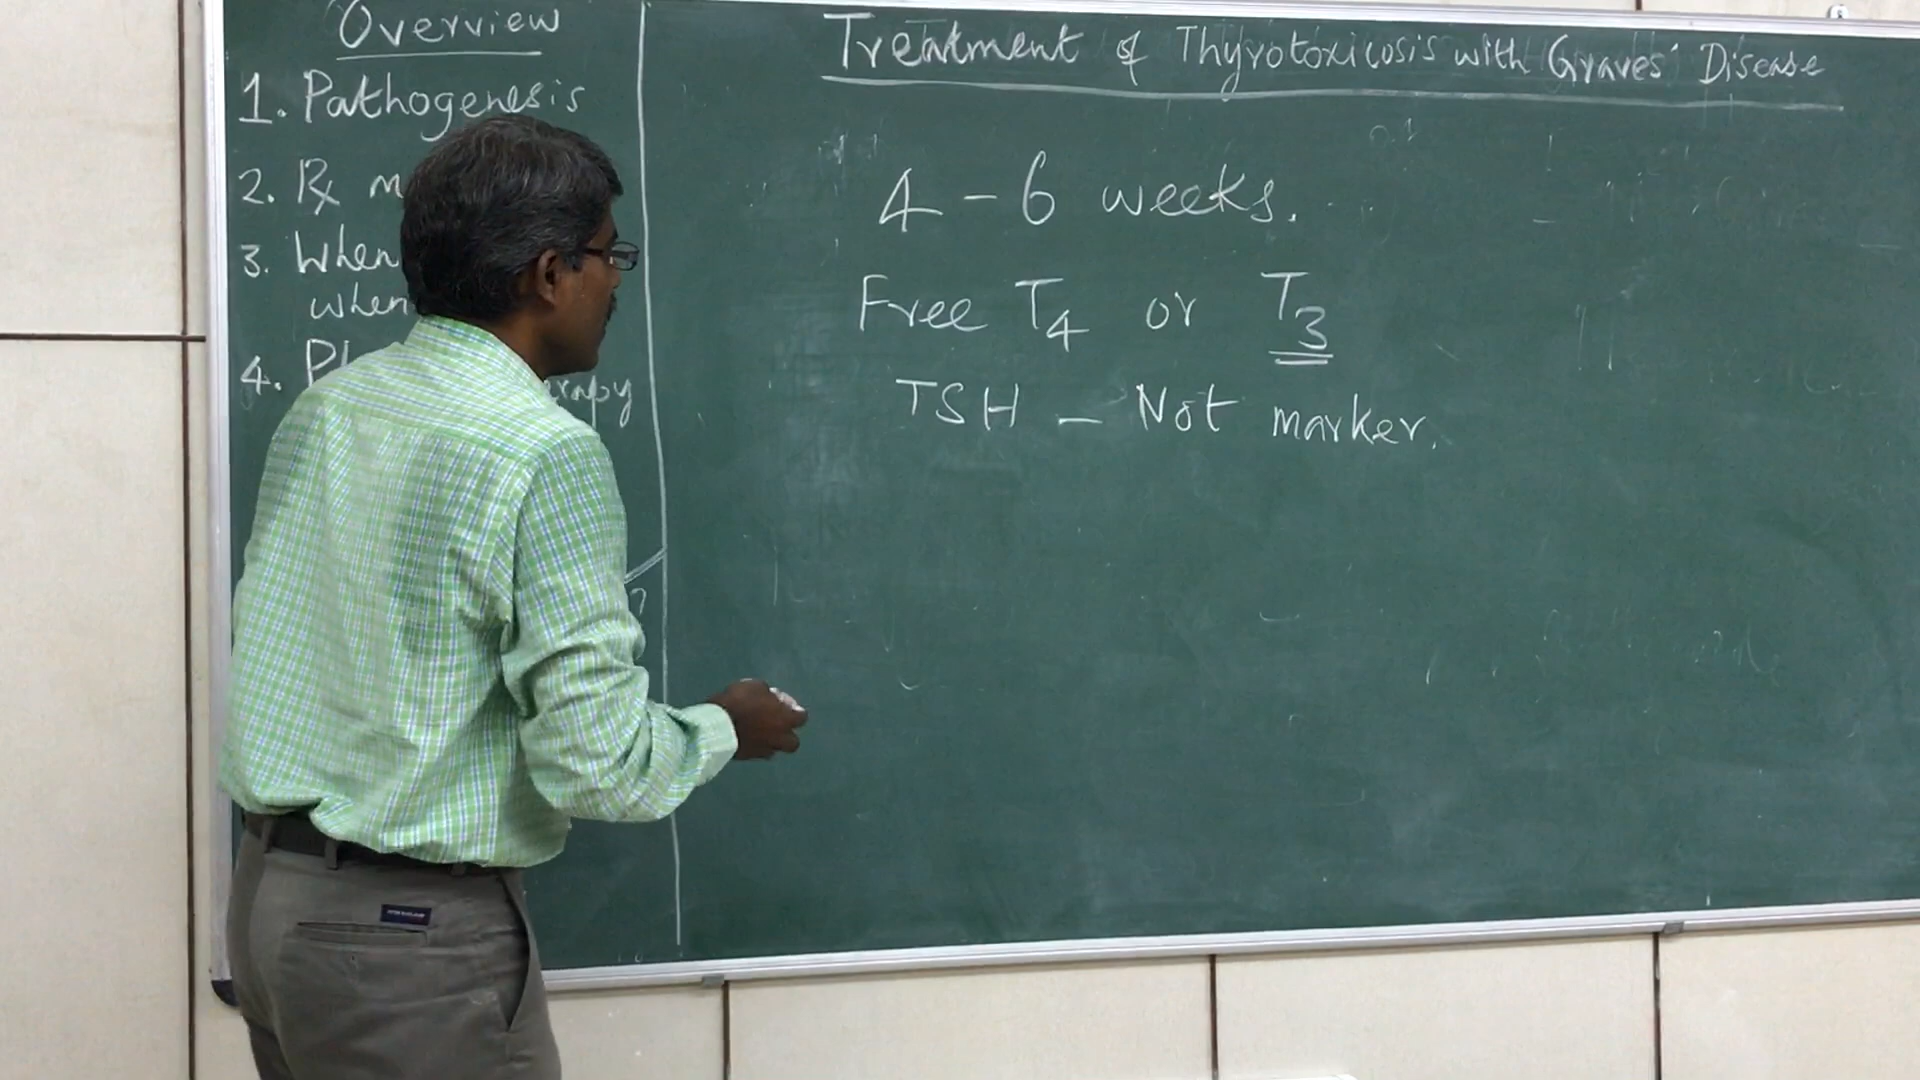 Overview
1. Pathogenesis
2. Rx
3. When
when
4.
Treatment of Thyrotoxicosis with Graves' Disease
4 - 6 weeks.
Free T4 or T3
TSH - Not marker.